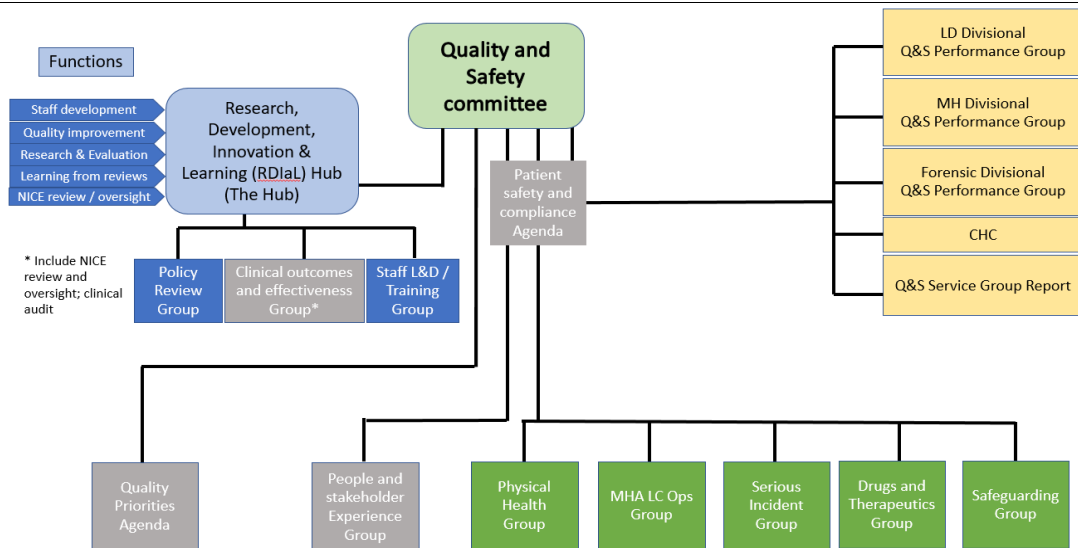 Functions
Staff development
Quality improvement
Research & Evaluation
Learning from reviews
NICE review / oversight
Research,
Development,
Innovation &
Learning (RDIaL) Hub
(The Hub)
Quality and
Safety
committee
Patient
safety and
compliance
Agenda
LD Divisional
Q&S Performance Group
MH Divisional
Q&S Performance Group
Forensic Divisional
Q&S Performance Group
CHC
Q&S Service Group Report
* Include NICE
review and
oversight; clinical
audit
Policy
Review
Group
Clinical outcomes
and effectiveness
Group*
Staff L&D /
Training
Group
Quality
Priorities
Agenda
People and
stakeholder
Experience
Group
Physical
Health
Group
MHA LC Ops
Group
Serious
Incident
Group
Drugs and
Therapeutics
Group
Safeguarding
Group